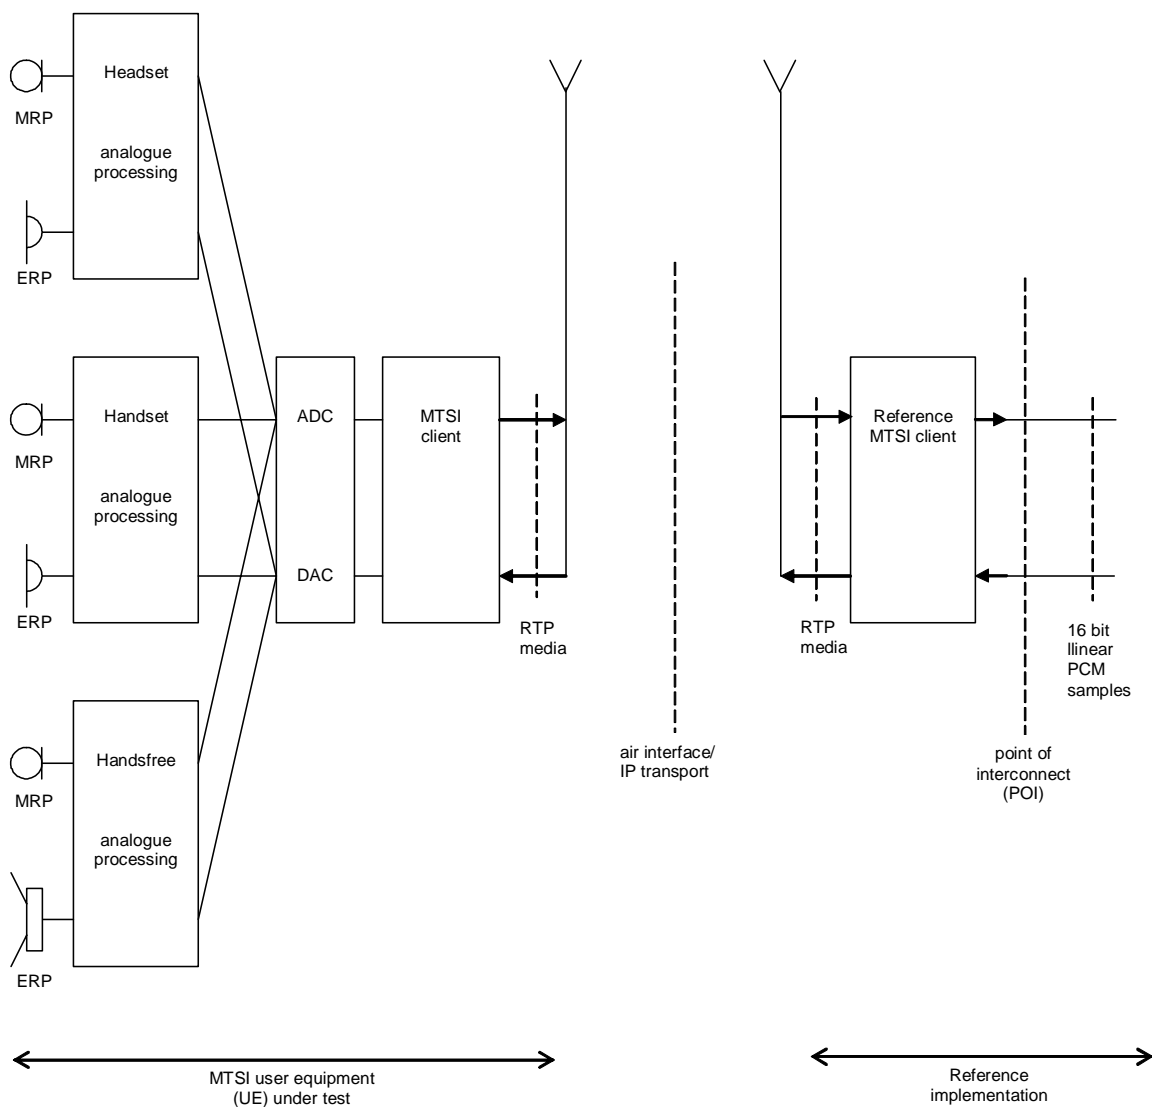 Headset
MRP
analogue
processing
ERP
Handset
ADC
MTSI
client
Reference
MTSI client
MRP
analogue
processing
DAC
ERP
RTP
media
RTP
media
16 bit
llinear
PCM
samples
Handsfree
air interface/
IP transport
point of
interconnect
(POI)
MRP
analogue
processing
ERP
MTSI user equipment
(UE) under test
Reference
implementation